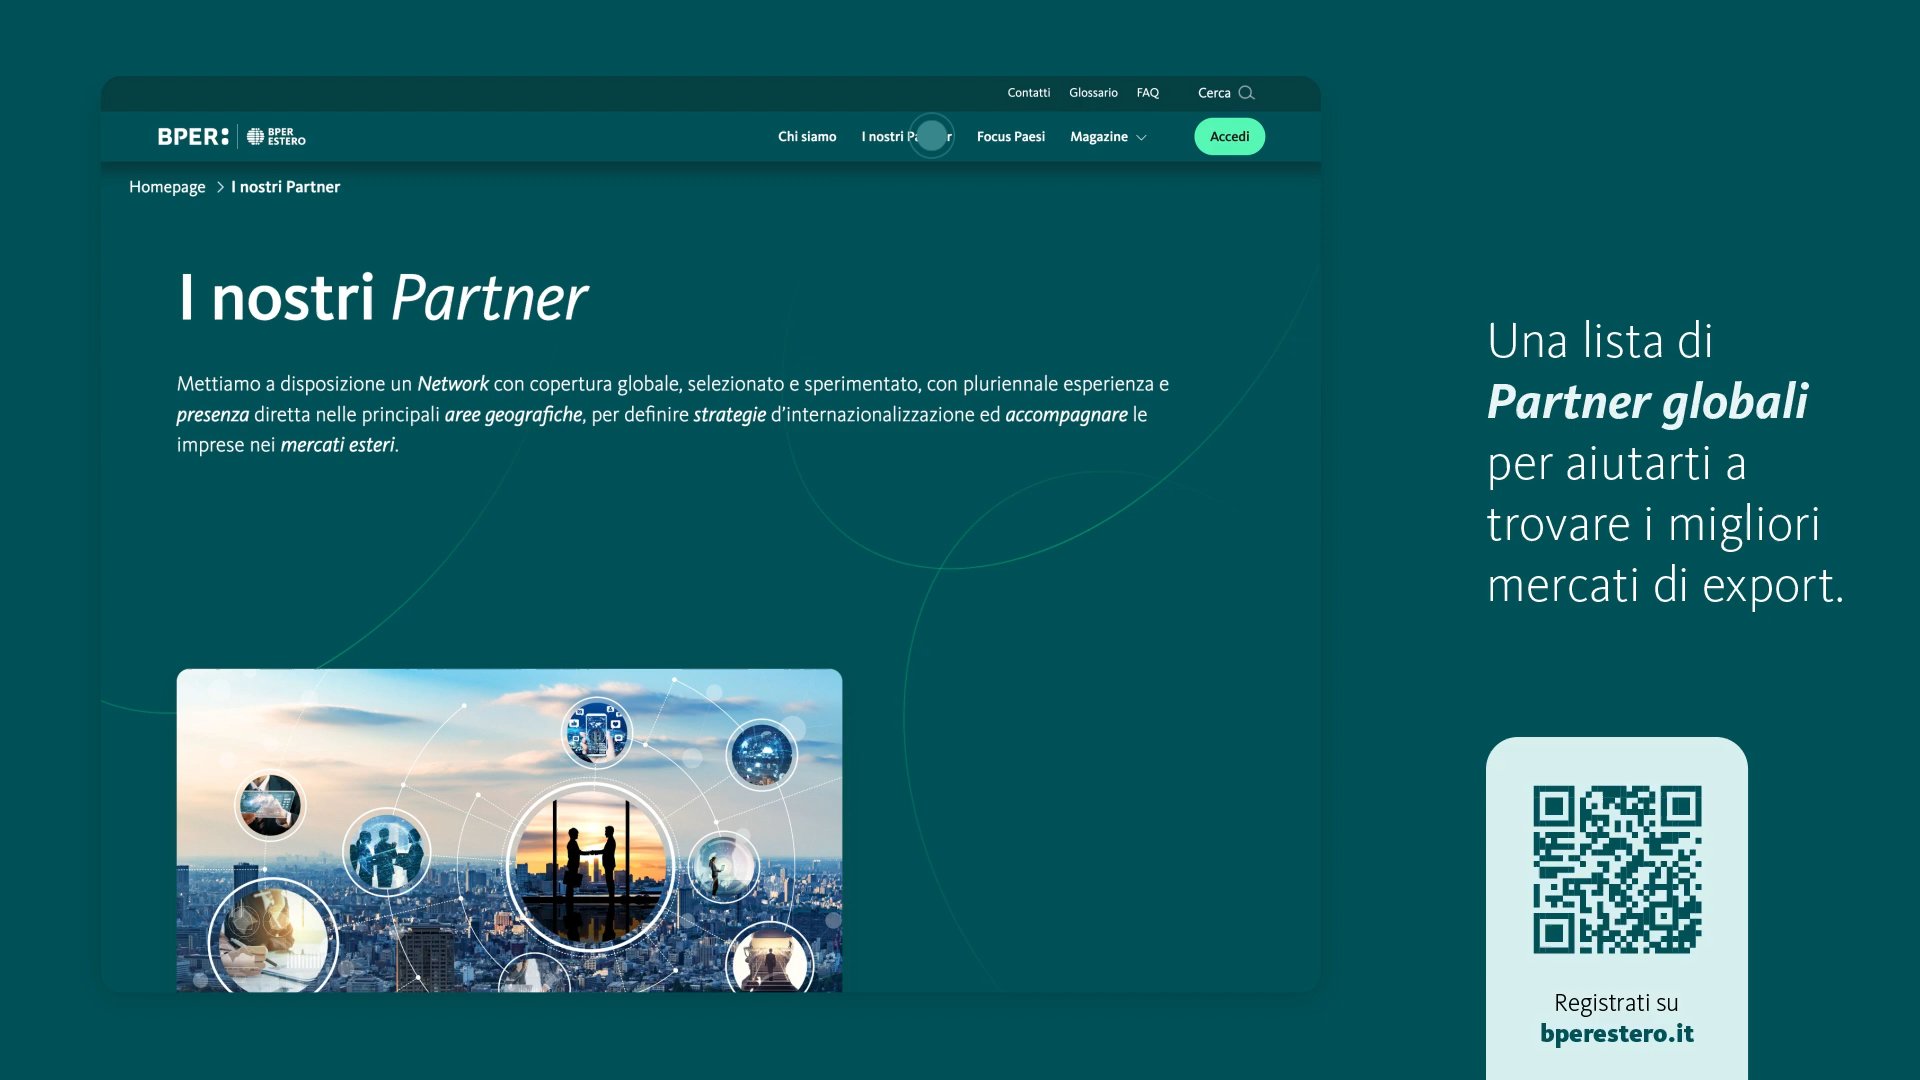 Contatti Glossario FAQ Cerca
BPER: BPER ESTERO
Chi siamo I nostri Partner Focus Paesi Magazine Accedi
Homepage > I nostri Partner
I nostri Partner
Mettiamo a disposizione un Network con copertura globale, selezionato e sperimentato, con pluriennale esperienza e
presenza diretta nelle principali aree geografiche, per definire strategie d’internazionalizzazione ed accompagnare le
imprese nei mercati esteri.
Una lista di
Partner globali
per aiutarti a
trovare i migliori
mercati di export.
Registrati su
bperestero.it